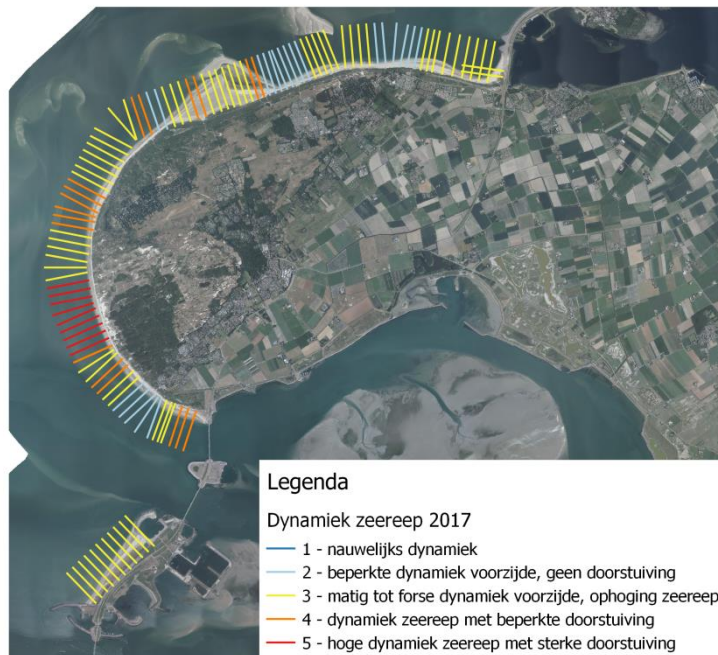 Legenda
Dynamiek zeereep 2017
1 - nauwelijks dynamiek
2 - beperkte dynamiek voorzijde, geen doorstuiving
3 - matig tot forse dynamiek voorzijde, ophoging zeereep
4 - dynamiek zeereep met beperkte doorstuiving
5 - hoge dynamiek zeereep met sterke doorstuiving